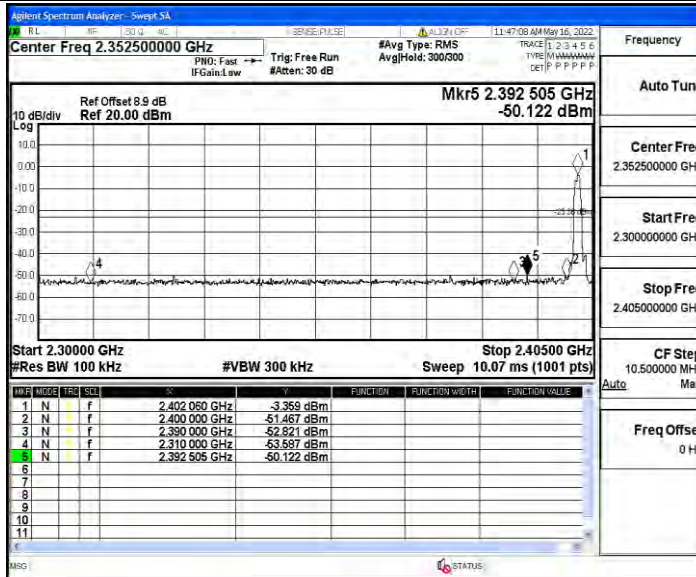 Agilent Spectrum Analyzer - Swept SA
RL RF 50 Ω AC SENSE:PULSE ALIGN OFF 11:47:08 AM May 16, 2022
Center Freq 2.352500000 GHz
PNO: Fast
IFGain:Low
Trig: Free Run
#Atten: 30 dB
#Avg Type: RMS
Avg|Hold: 300/300
TRACE 1 2 3 4 5 6
TYPE M W W W W W
DET P P P P P P
Ref Offset 8.9 dB
Ref 20.00 dBm
10 dB/div
Log
Mkr5 2.392 505 GHz
-50.122 dBm
10.0
0.00
-10.0
-20.0
-30.0
-40.0
-50.0
-60.0
-70.0
1
2
3
4
5
Start 2.30000 GHz
#Res BW 100 kHz
#VBW 300 kHz
Stop 2.40500 GHz
Sweep 10.07 ms (1001 pts)
MKR MODE TRC SCL X Y FUNCTION FUNCTION WIDTH FUNCTION VALUE
1 N f 2.402 060 GHz -3.359 dBm
2 N f 2.400 000 GHz -51.467 dBm
3 N f 2.390 000 GHz -52.821 dBm
4 N f 2.310 000 GHz -53.587 dBm
5 N f 2.392 505 GHz -50.122 dBm
6
7
8
9
10
11
MSG
STATUS
Frequency
Auto Tun
Center Fre
2.352500000 GH
Start Fre
2.300000000 GH
Stop Fre
2.405000000 GH
CF Step
10.500000 MH
Auto Ma
Freq Offse
0 H